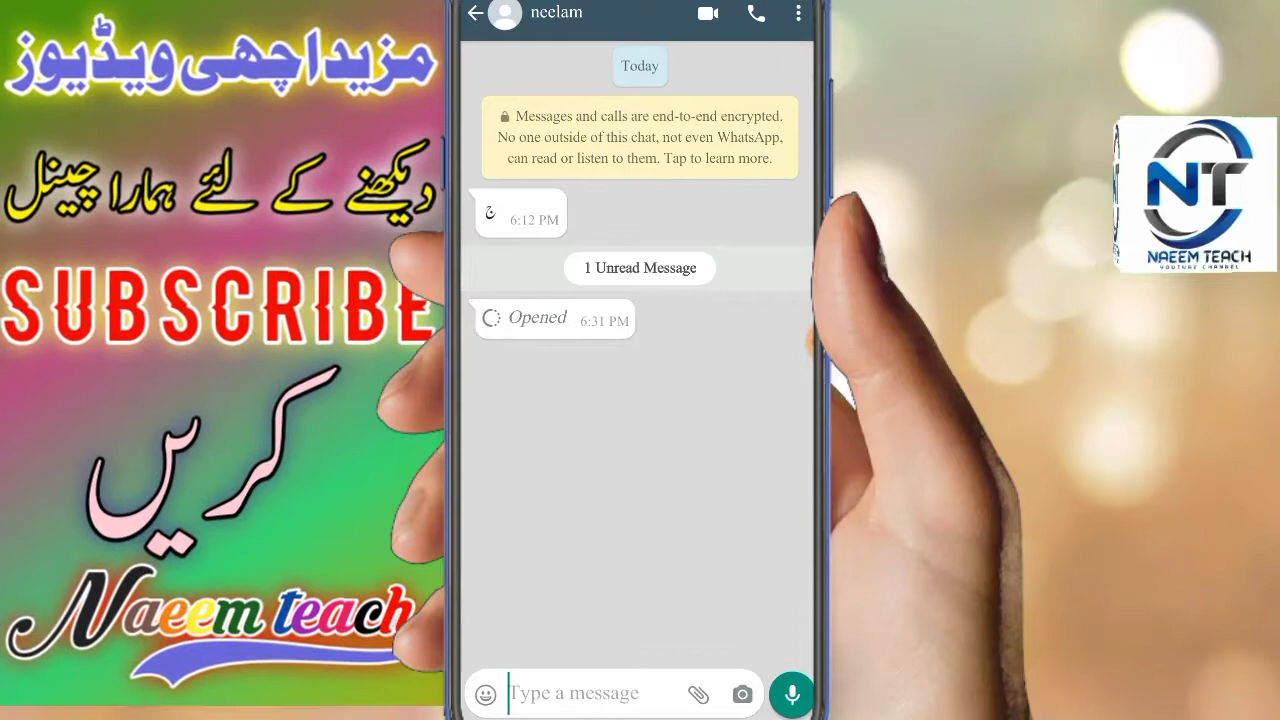 مزید اچھی ویڈیوز
دیکھنے کے لئے ہمارا چینل
SUBSCRIBE
کریں
Naeem teach
neelam
Today
Messages and calls are end-to-end encrypted.
No one outside of this chat, not even WhatsApp,
can read or listen to them. Tap to learn more.
ج 6:12 PM
1 Unread Message
Opened 6:31 PM
Type a message
NT
NAEEM TEACH
YOUTUBE CHANNEL